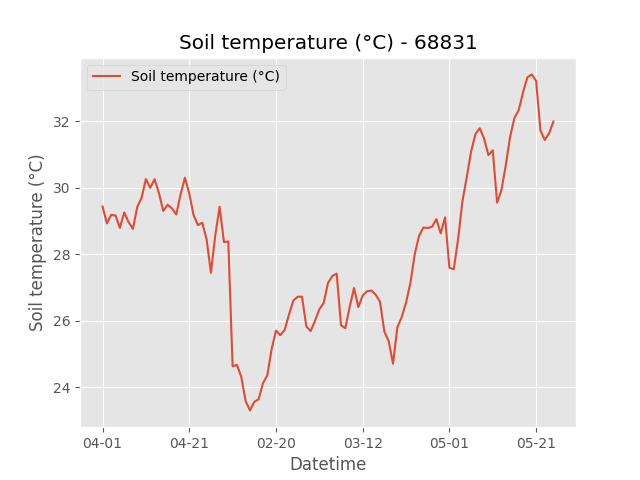 Soil temperature (°C) - 68831
Soil temperature (°C)
Soil temperature (°C)
32
30
28
26
24
04-01 04-21 02-20 03-12 05-01 05-21
Datetime